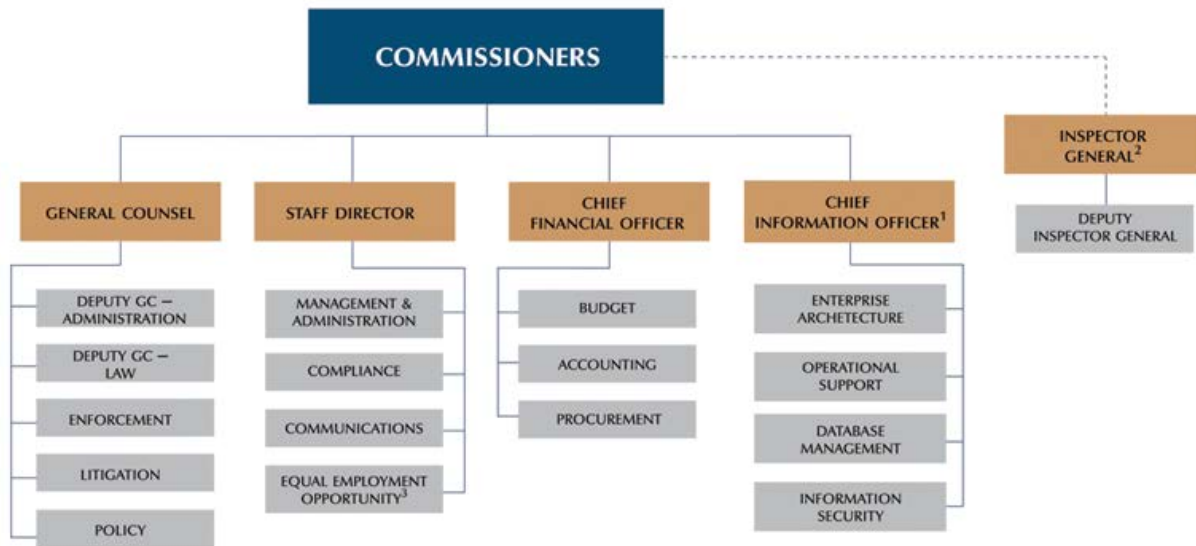 COMMISSIONERS
INSPECTOR
GENERAL²
DEPUTY
INSPECTOR GENERAL
GENERAL COUNSEL
DEPUTY GC –
ADMINISTRATION
DEPUTY GC –
LAW
ENFORCEMENT
LITIGATION
POLICY
STAFF DIRECTOR
MANAGEMENT &
ADMINISTRATION
COMPLIANCE
COMMUNICATIONS
EQUAL EMPLOYMENT
OPPORTUNITY³
CHIEF
FINANCIAL OFFICER
BUDGET
ACCOUNTING
PROCUREMENT
CHIEF
INFORMATION OFFICER¹
ENTERPRISE
ARCHETECTURE
OPERATIONAL
SUPPORT
DATABASE
MANAGEMENT
INFORMATION
SECURITY